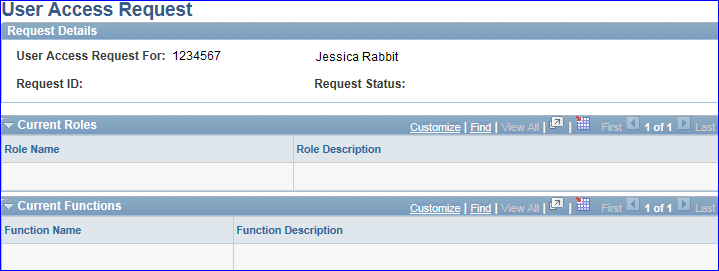 User Access Request
Request Details
User Access Request For: 1234567 Jessica Rabbit
Request ID: Request Status:
Current Roles Customize | Find | View All | | First 1 of 1 Last
Role Name Role Description
Current Functions Customize | Find | View All | | First 1 of 1 Last
Function Name Function Description